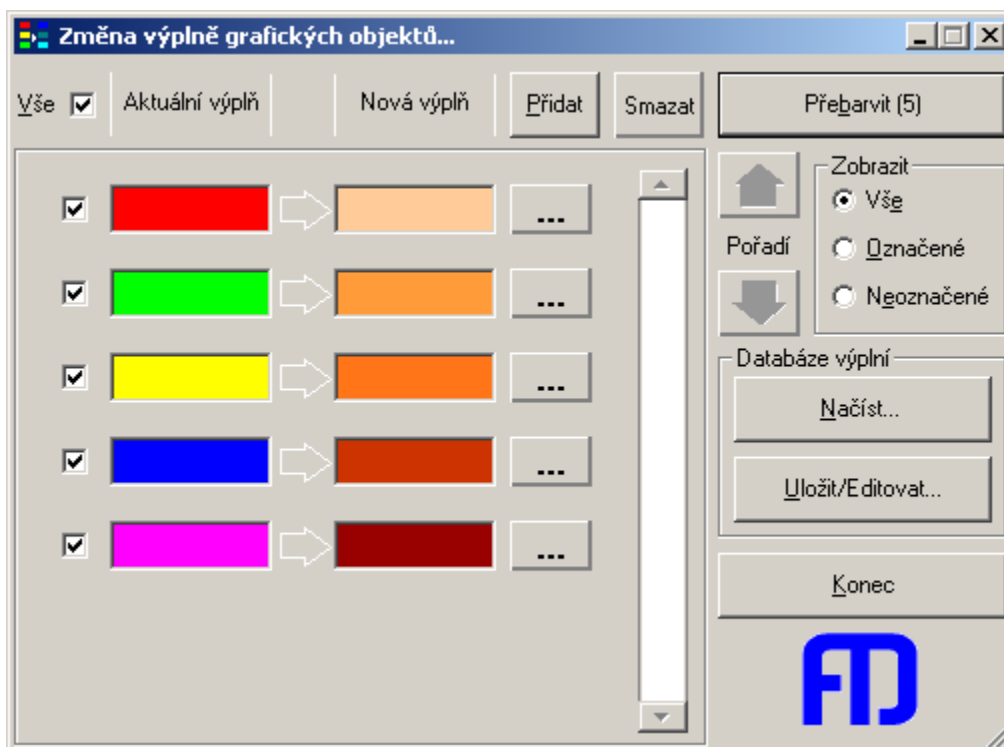 Změna výplně grafických objektů...
Vše Aktuální výplň Nová výplň Přidat Smazat Přebarvit (5)
Zobrazit
Vše
Pořadí
Označené
Neoznačené
...
...
...
...
...
Databáze výplní
Načíst...
Uložit/Editovat...
Konec